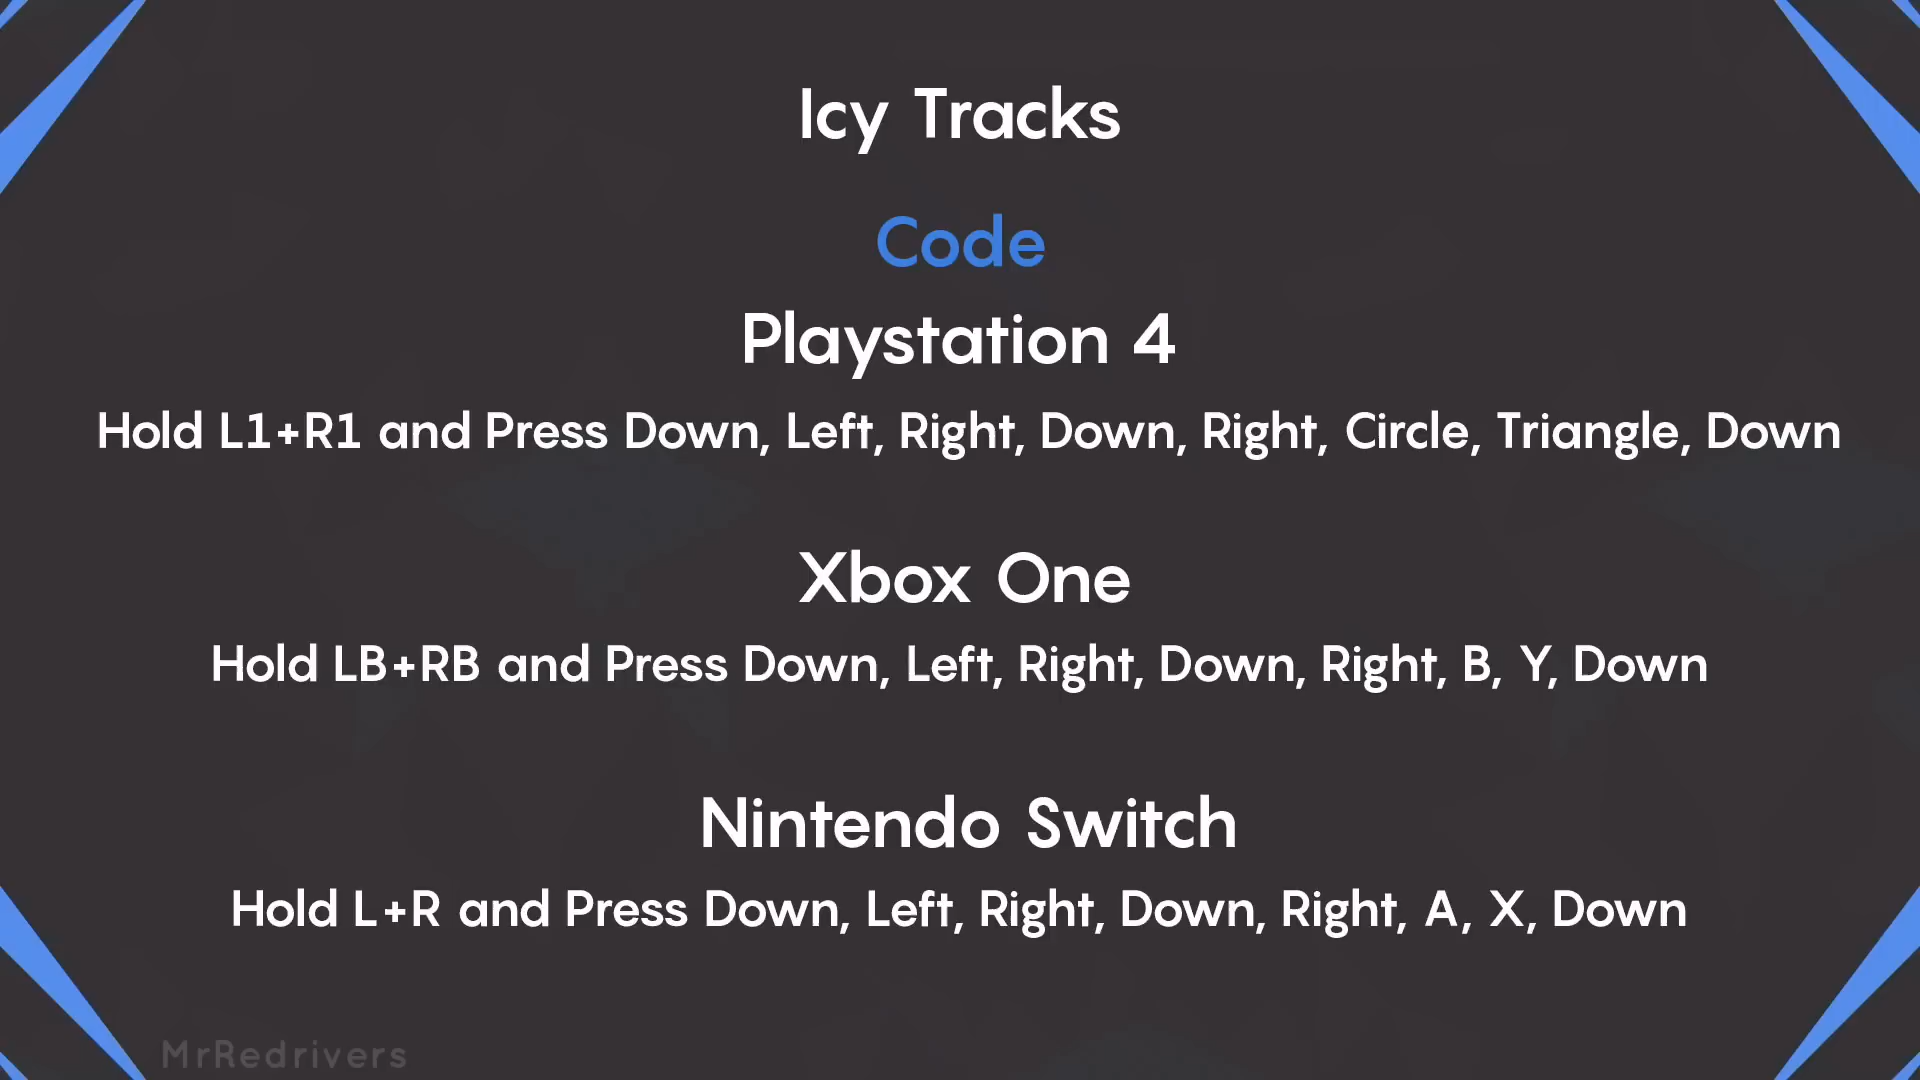 Icy Tracks
Code
Playstation 4
Hold L1+R1 and Press Down, Left, Right, Down, Right, Circle, Triangle, Down
Xbox One
Hold LB+RB and Press Down, Left, Right, Down, Right, B, Y, Down
Nintendo Switch
Hold L+R and Press Down, Left, Right, Down, Right, A, X, Down
MrRedrivers